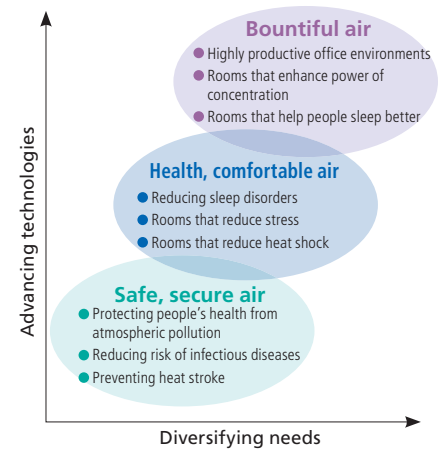 Bountiful air
● Highly productive office environments
● Rooms that enhance power of
concentration
● Rooms that help people sleep better
Health, comfortable air
● Reducing sleep disorders
● Rooms that reduce stress
● Rooms that reduce heat shock
Safe, secure air
● Protecting people's health from
atmospheric pollution
● Reducing risk of infectious diseases
● Preventing heat stroke
Advancing technologies
Diversifying needs